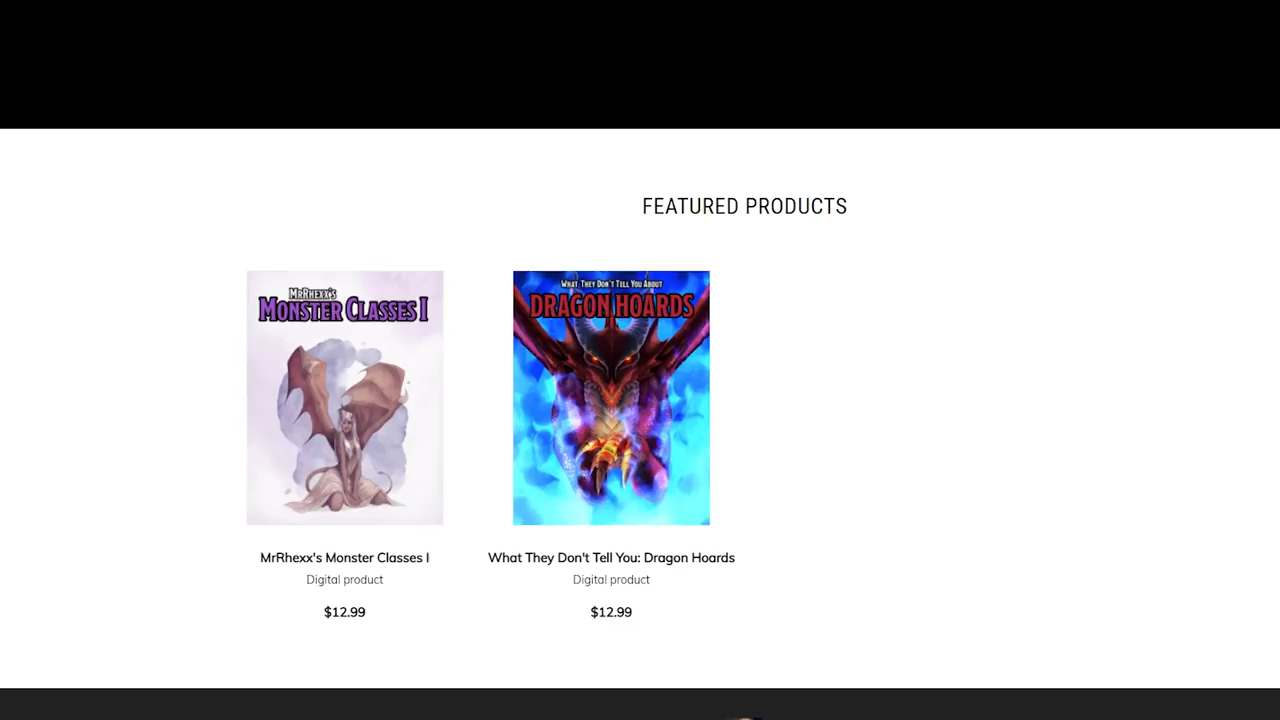 FEATURED PRODUCTS
MRRHEXX'S
MONSTER CLASSES I
WHAT THEY DON'T TELL YOU ABOUT
DRAGON HOARDS
MrRhexx's Monster Classes I
Digital product
$12.99
What They Don't Tell You: Dragon Hoards
Digital product
$12.99